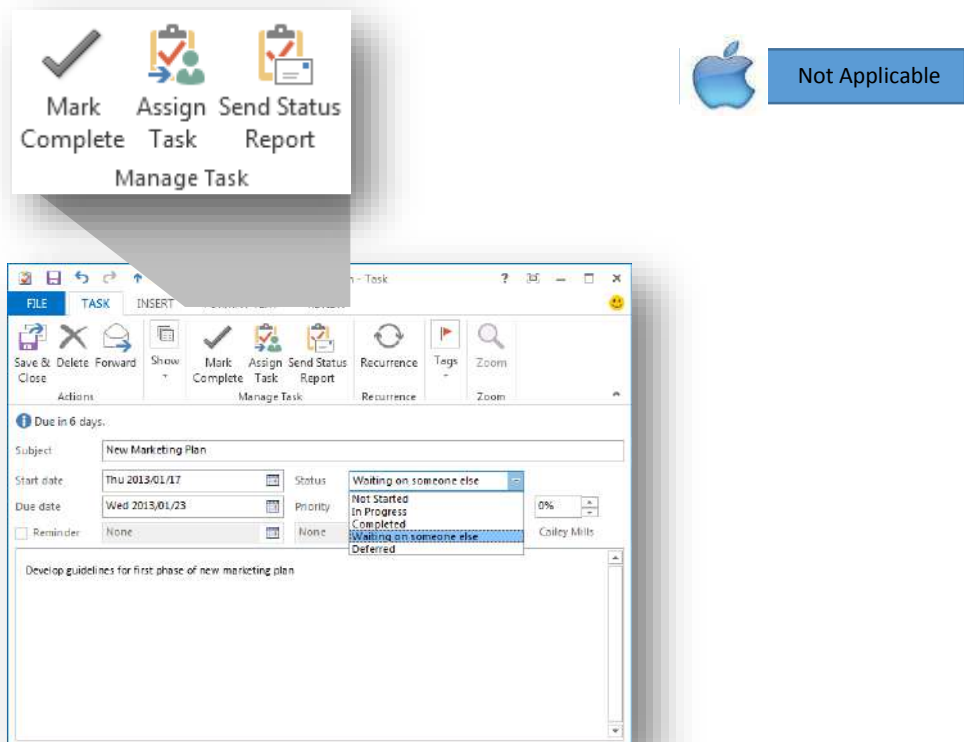 Mark Complete
Assign Task
Send Status Report
Manage Task
Not Applicable
- Task
?
FILE TASK INSERT
Save & Close
Delete
Forward
Show
Mark Complete
Assign Task
Send Status Report
Recurrence
Tags
Zoom
Actions
Manage Task
Recurrence
Zoom
Due in 6 days.
Subject New Marketing Plan
Start date Thu 2013/01/17 Status Waiting on someone else
Due date Wed 2013/01/23 Priority
Not Started
In Progress
Completed
Waiting on someone else
Deferred
0%
Reminder None None Cailey Mills
Develop guidelines for first phase of new marketing plan